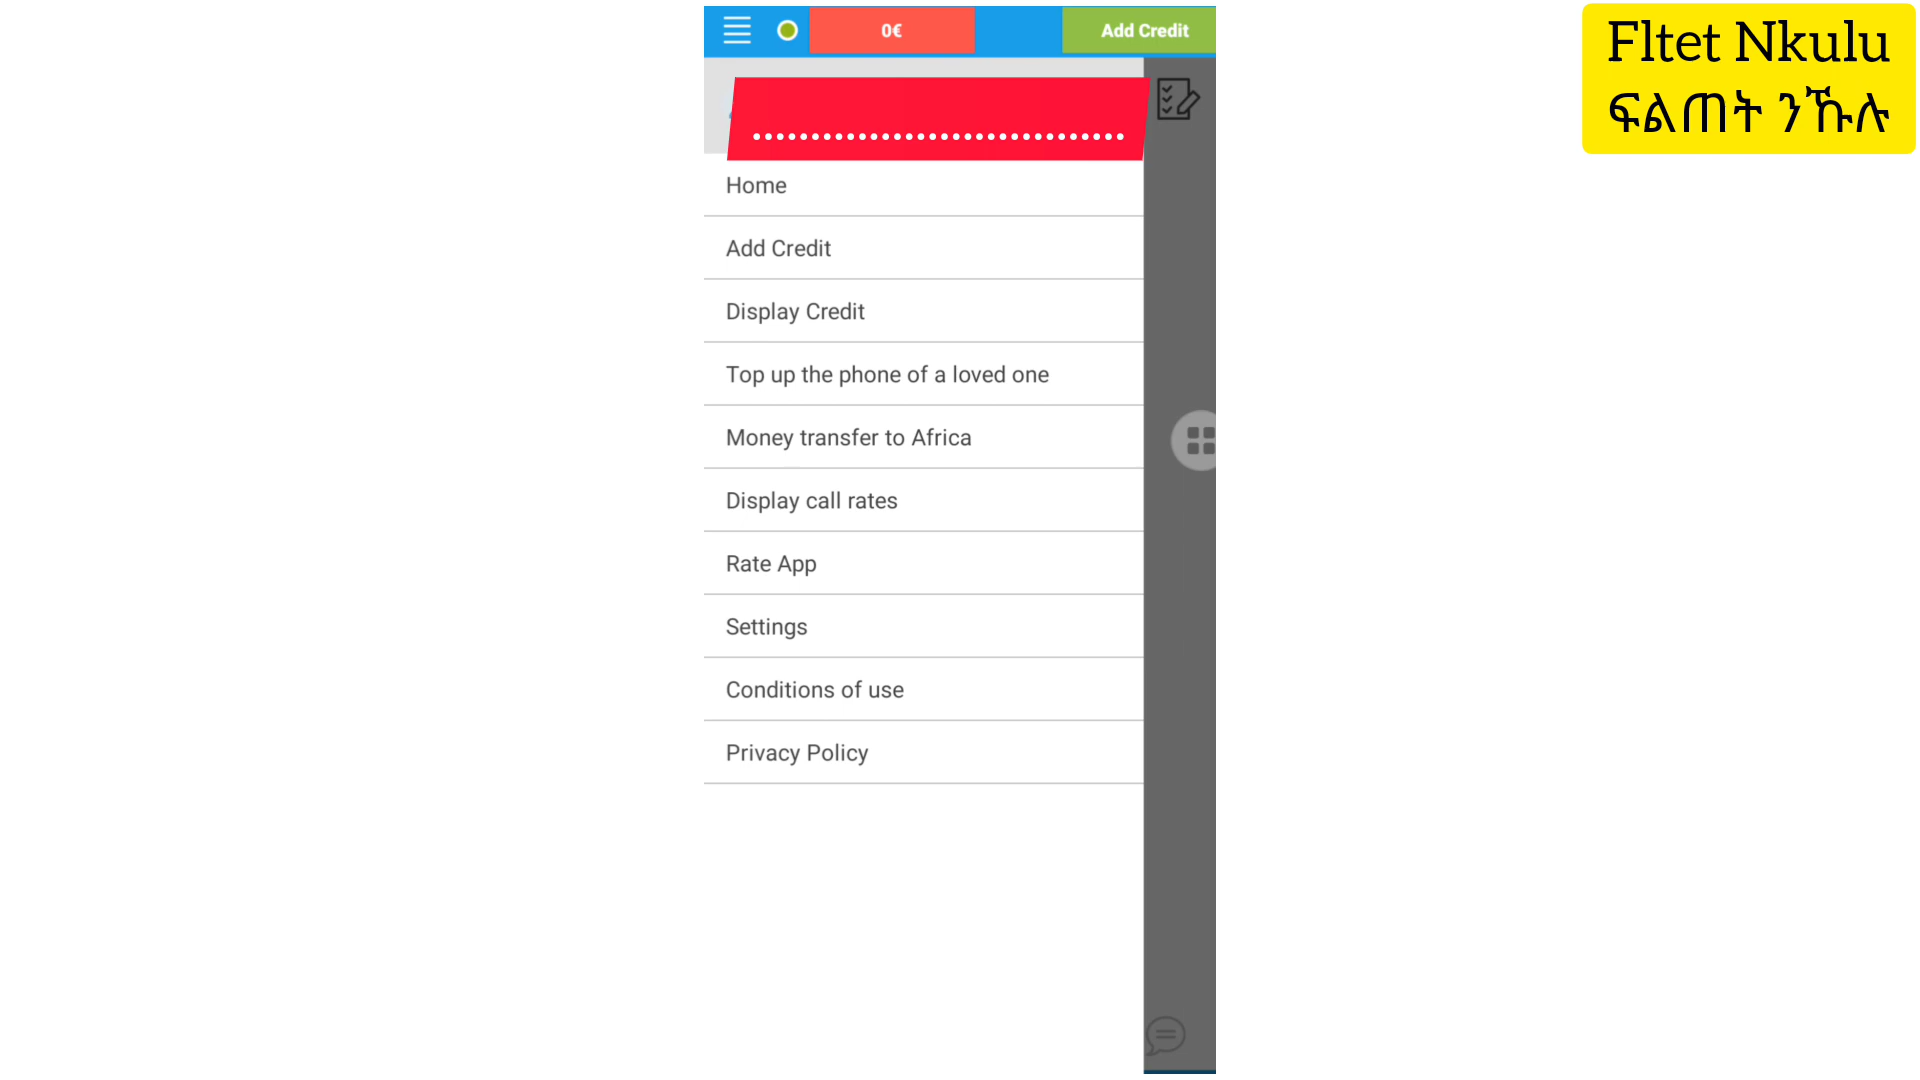 0€
Add Credit
Fltet Nkulu
ፍልጠት ንኹሉ
Home
Add Credit
Display Credit
Top up the phone of a loved one
Money transfer to Africa
Display call rates
Rate App
Settings
Conditions of use
Privacy Policy